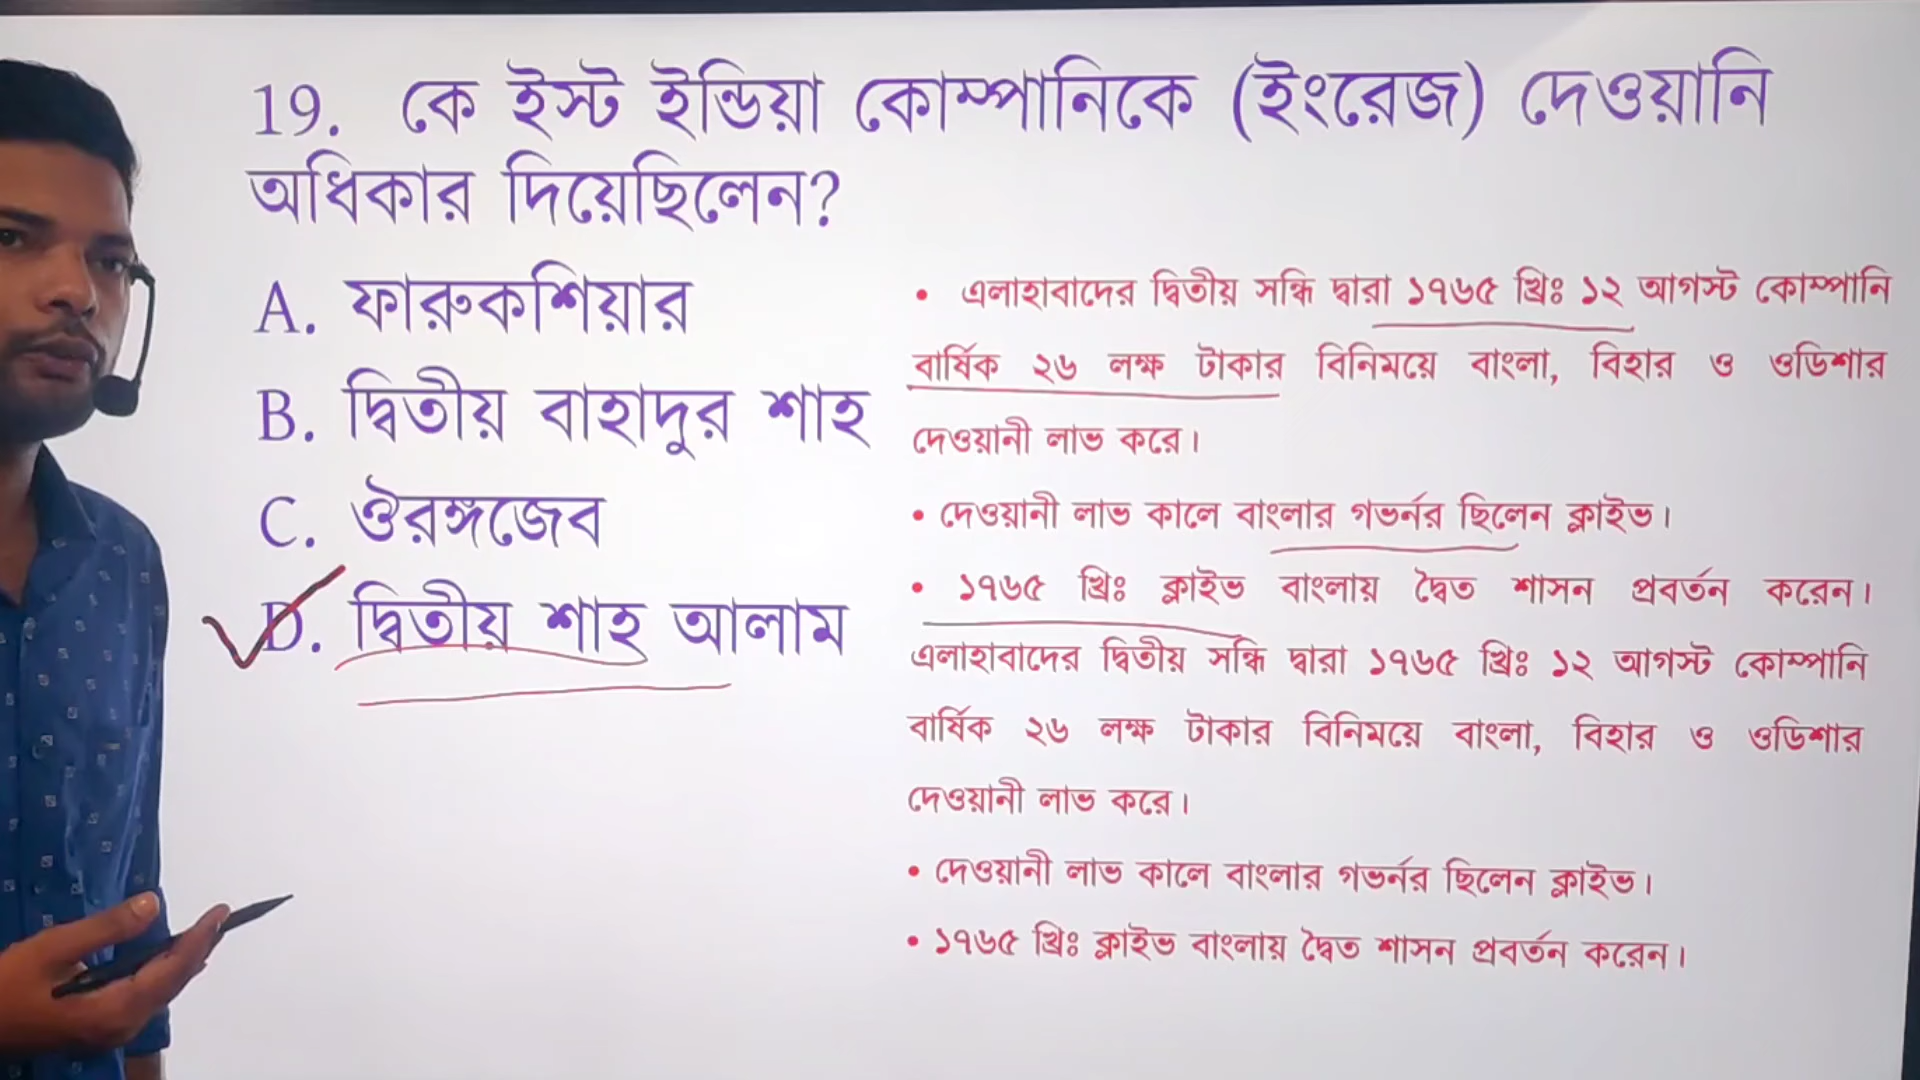 19. কে ইস্ট ইন্ডিয়া কোম্পানিকে (ইংরেজ) দেওয়ানি
অধিকার দিয়েছিলেন?
A. ফারুকশিয়ার
B. দ্বিতীয় বাহাদুর শাহ
C. ঔরঙ্গজেব
D. দ্বিতীয় শাহ আলাম
• এলাহাবাদের দ্বিতীয় সন্ধি দ্বারা ১৭৬৫ খ্রিঃ ১২ আগস্ট কোম্পানি
বার্ষিক ২৬ লক্ষ টাকার বিনিময়ে বাংলা, বিহার ও ওডিশার
দেওয়ানী লাভ করে।
• দেওয়ানী লাভ কালে বাংলার গভর্নর ছিলেন ক্লাইভ।
• ১৭৬৫ খ্রিঃ ক্লাইভ বাংলায় দ্বৈত শাসন প্রবর্তন করেন।
এলাহাবাদের দ্বিতীয় সন্ধি দ্বারা ১৭৬৫ খ্রিঃ ১২ আগস্ট কোম্পানি
বার্ষিক ২৬ লক্ষ টাকার বিনিময়ে বাংলা, বিহার ও ওডিশার
দেওয়ানী লাভ করে।
• দেওয়ানী লাভ কালে বাংলার গভর্নর ছিলেন ক্লাইভ।
• ১৭৬৫ খ্রিঃ ক্লাইভ বাংলায় দ্বৈত শাসন প্রবর্তন করেন।